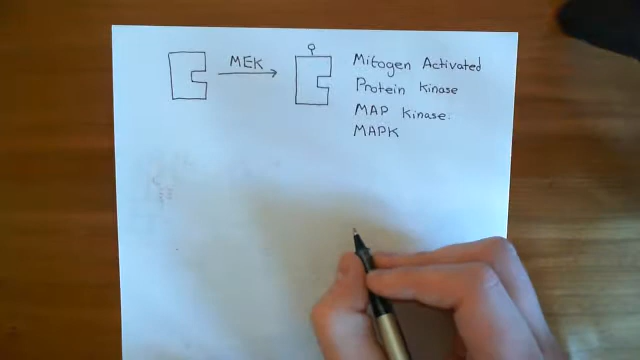 MEK
Mitogen Activated
Protein Kinase
MAP Kinase:
MAPK